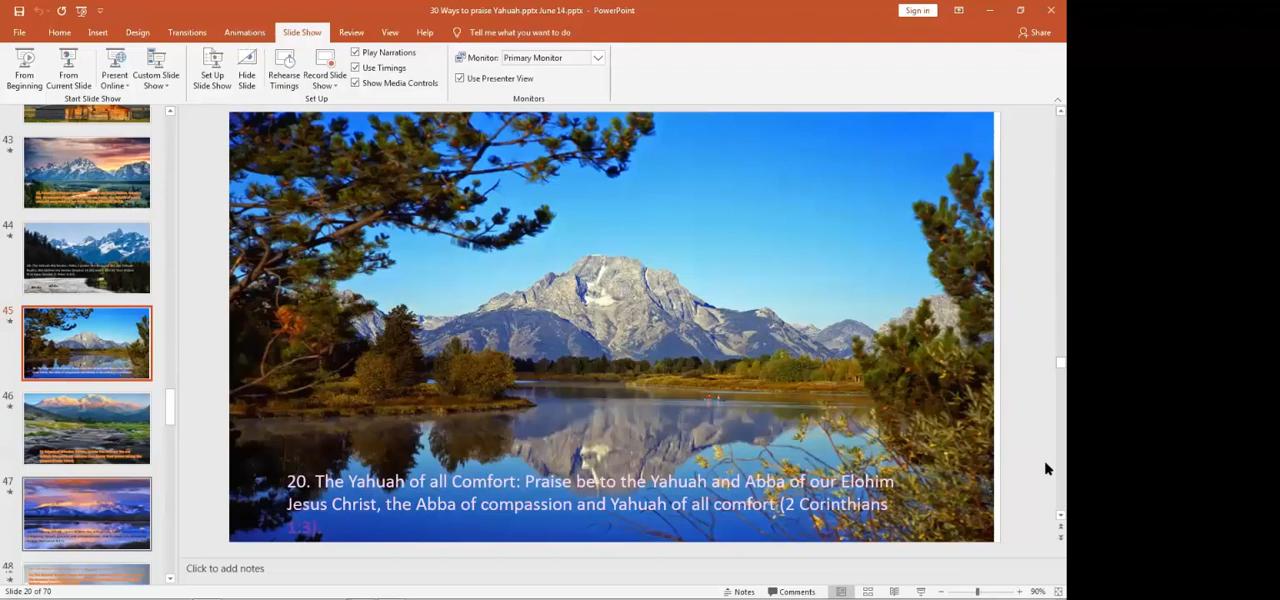 30 Ways to praise Yahuah.pptx June 14.pptx - PowerPoint
Sign in
File Home Insert Design Transitions Animations Slide Show Review View Help Tell me what you want to do
Share
From Beginning
From Current Slide
Present Online
Custom Slide Show
Set Up Slide Show
Hide Slide
Rehearse Timings
Record Slide Show
Play Narrations
Use Timings
Show Media Controls
Monitor: Primary Monitor
Use Presenter View
Start Slide Show
Set Up
Monitors
43
44
45
46
47
48
20. The Yahuah of all Comfort: Praise be to the Yahuah and Abba of our Elohim
Jesus Christ, the Abba of compassion and Yahuah of all comfort (2 Corinthians
1:3).
Click to add notes
Slide 20 of 70
Notes
Comments
90%